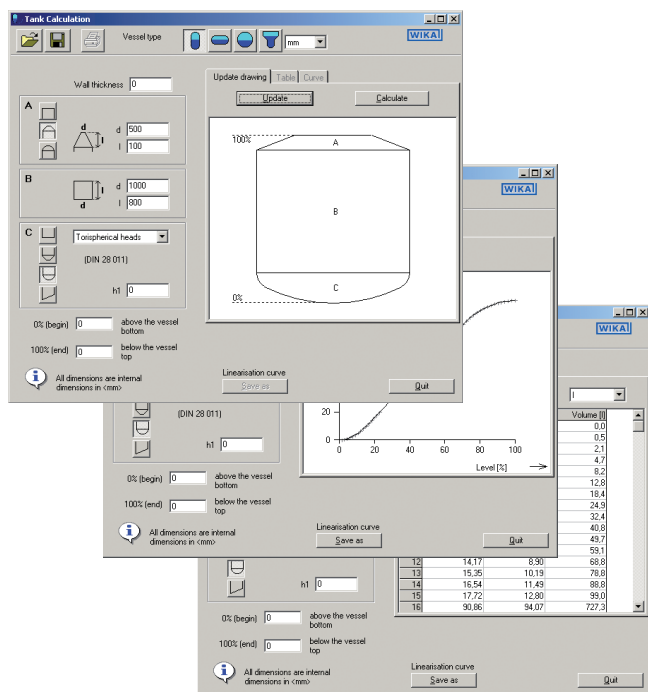 Tank Calculation
Vessel type
mm
WIKA
Wall thickness 0
Update drawing Table Curve
Update Calculate
A
d
l
d 500
l 100
100%
A
B
d
l
d 1000
l 800
B
C
Torispherical heads
(DIN 28 011)
h1 0
C
0%
0% (begin) 0 above the vessel
bottom
100% (end) 0 below the vessel
top
All dimensions are internal
dimensions in <mm>
Linearisation curve
Save as
Quit
WIKA
20
0
0 20 40 60 80 100
Level [%]
(DIN 28 011)
h1 0
0% (begin) 0 above the vessel
bottom
100% (end) 0 below the vessel
top
All dimensions are internal
dimensions in <mm>
Linearisation curve
Save as
Quit
WIKA
l
Volume [l]
0,0
0,5
2,1
4,7
8,2
12,8
18,4
24,9
32,4
40,8
49,7
59,1
12 14,17 8,90 68,8
13 15,35 10,19 78,8
14 16,54 11,49 88,8
15 17,72 12,80 99,0
16 90,86 94,07 727,3
h1 0
0% (begin) 0 above the vessel
bottom
100% (end) 0 below the vessel
top
All dimensions are internal
dimensions in <mm>
Linearisation curve
Save as
Quit